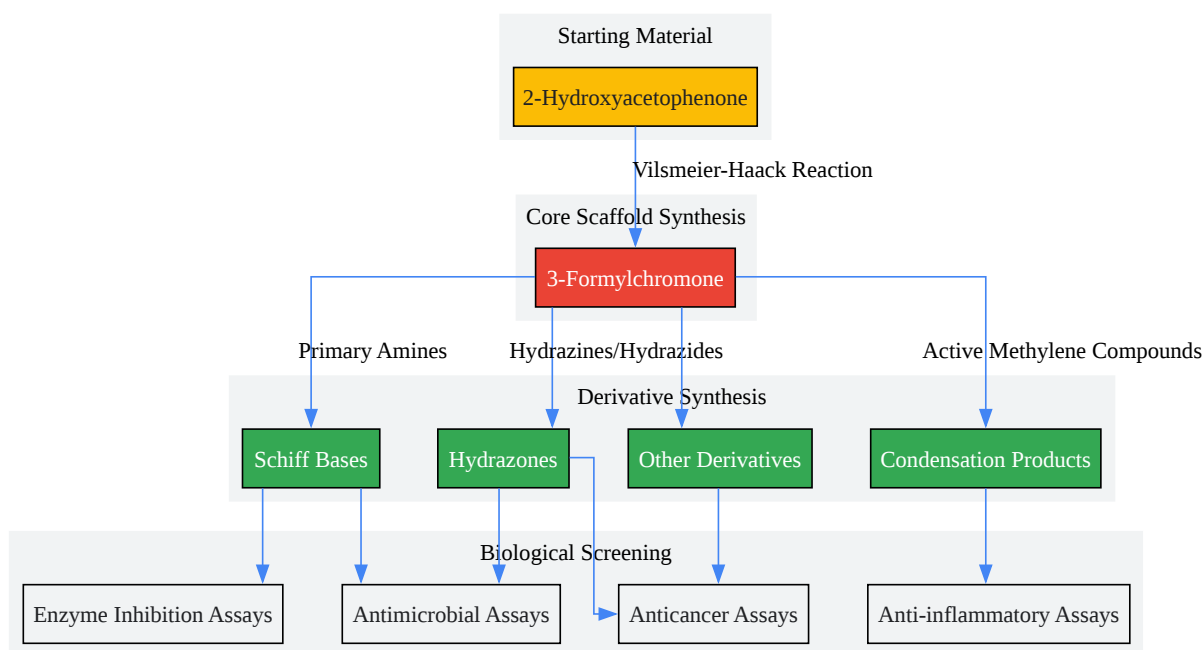 Starting Material
2-Hydroxyacetophenone
Vilsmeier-Haack Reaction
Core Scaffold Synthesis
3-Formylchromone
Primary Amines
Hydrazines/Hydrazides
Active Methylene Compounds
Derivative Synthesis
Schiff Bases
Hydrazones
Other Derivatives
Condensation Products
Biological Screening
Enzyme Inhibition Assays
Antimicrobial Assays
Anticancer Assays
Anti-inflammatory Assays